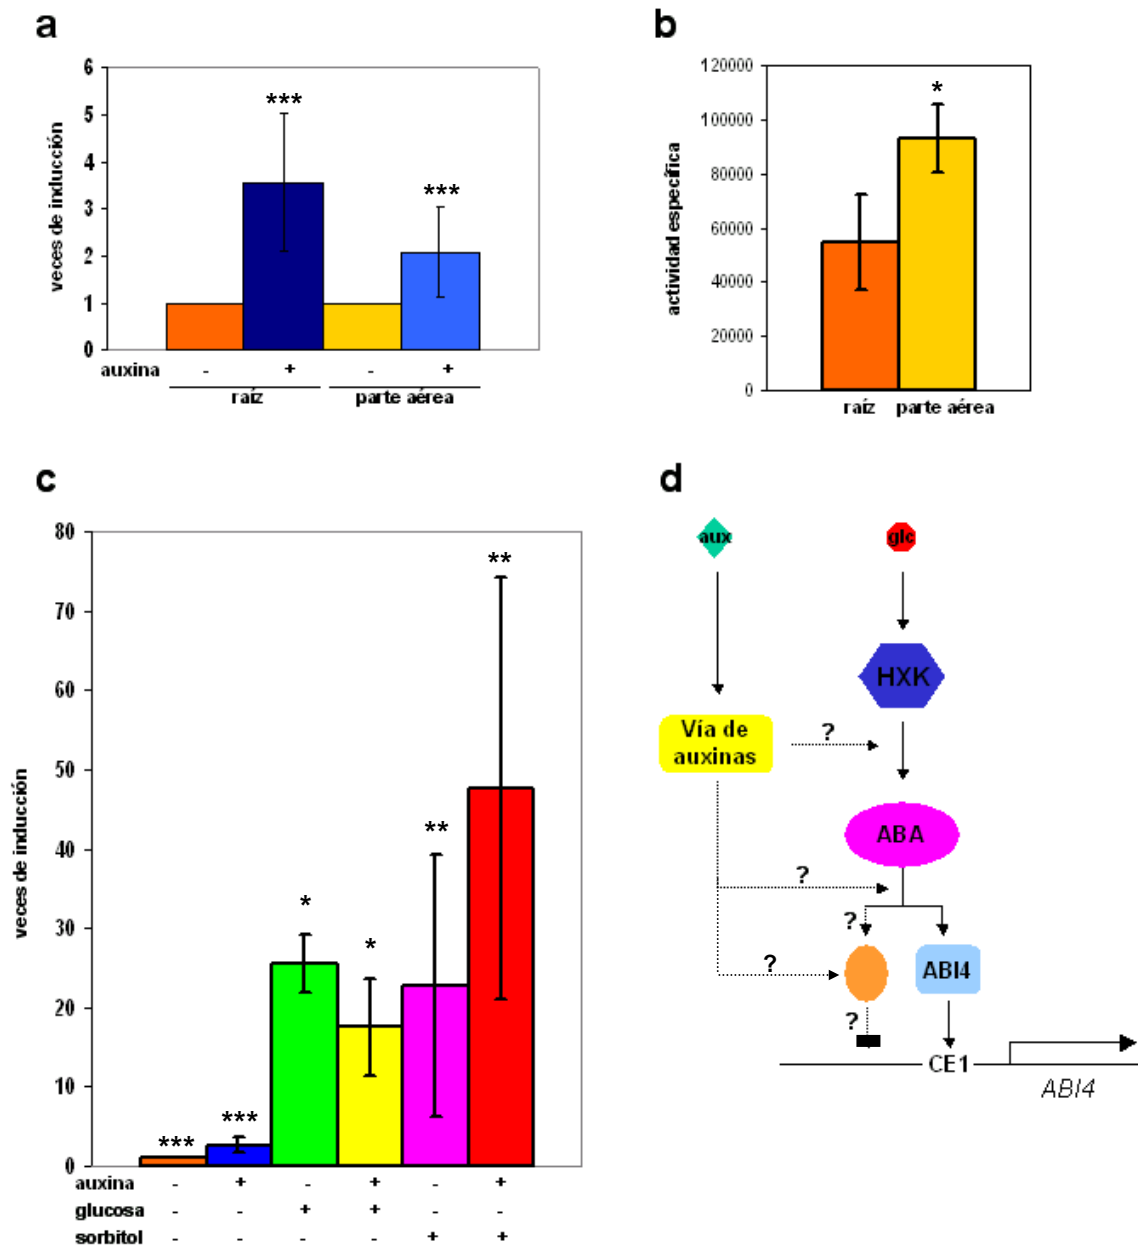 a
6
5
4
3
2
1
0
veces de inducción
***
***
auxina - + - +
raíz parte aérea
b
120000
100000
80000
60000
40000
20000
0
actividad específica
*
raíz parte aérea
c
80
70
60
50
40
30
20
10
0
veces de inducción
***
***
*
*
**
**
auxina - + - + - +
glucosa - - + + - -
sorbitol - - - - + +
d
aux
glc
HXK
Vía de
auxinas
?
ABA
?
?
?
ABI4
?
CE1
ABI4